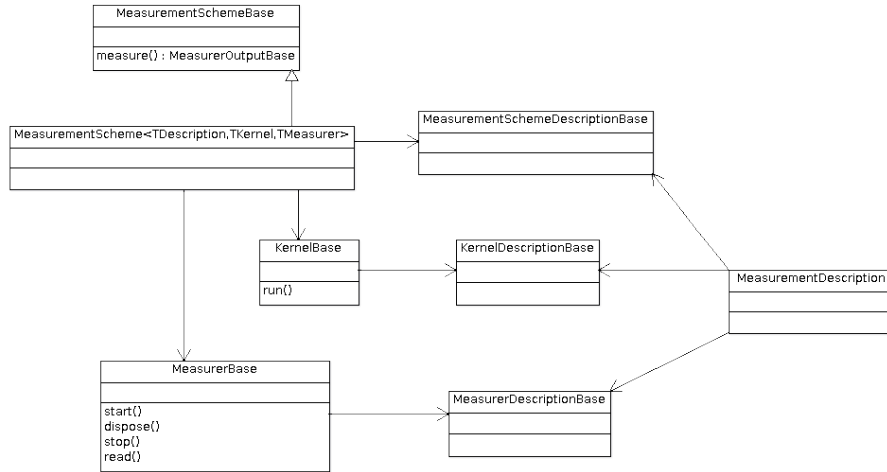 MeasurementSchemeBase
measure() : MeasurerOutputBase
MeasurementScheme<TDescription,TKernel,TMeasurer>
MeasurementSchemeDescriptionBase
KernelBase
run()
KernelDescriptionBase
MeasurementDescription
MeasurerBase
start()
dispose()
stop()
read()
MeasurerDescriptionBase